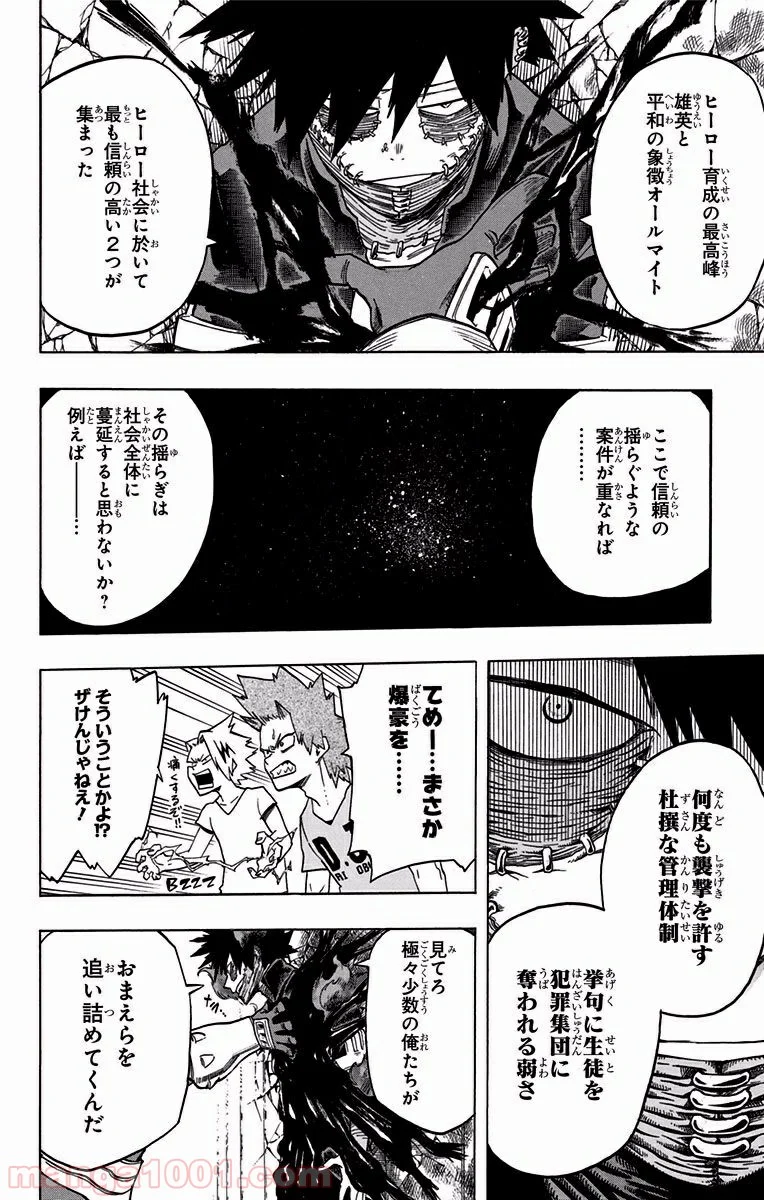 ヒーロー育成の最高峰
雄英と
平和の象徴オールマイト
ヒーロー社会に於いて
最も信頼の高い2つが
集まった
ここで信頼の
揺らぐような
案件が重なれば
…………
その揺らぎは
社会全体に
蔓延すると思わないか?
例えば――…
何度も襲撃を許す
杜撰な管理体制
挙句に生徒を
犯罪集団に
奪われる弱さ
てめー…まさか
爆豪を……
そういうことかよ!?
ザけんじゃねえ!
痛くするぞ!!
BZZZ
見てろ
極々少数の俺たちが
おまえらを
追い詰めてくんだ
manga1001.com